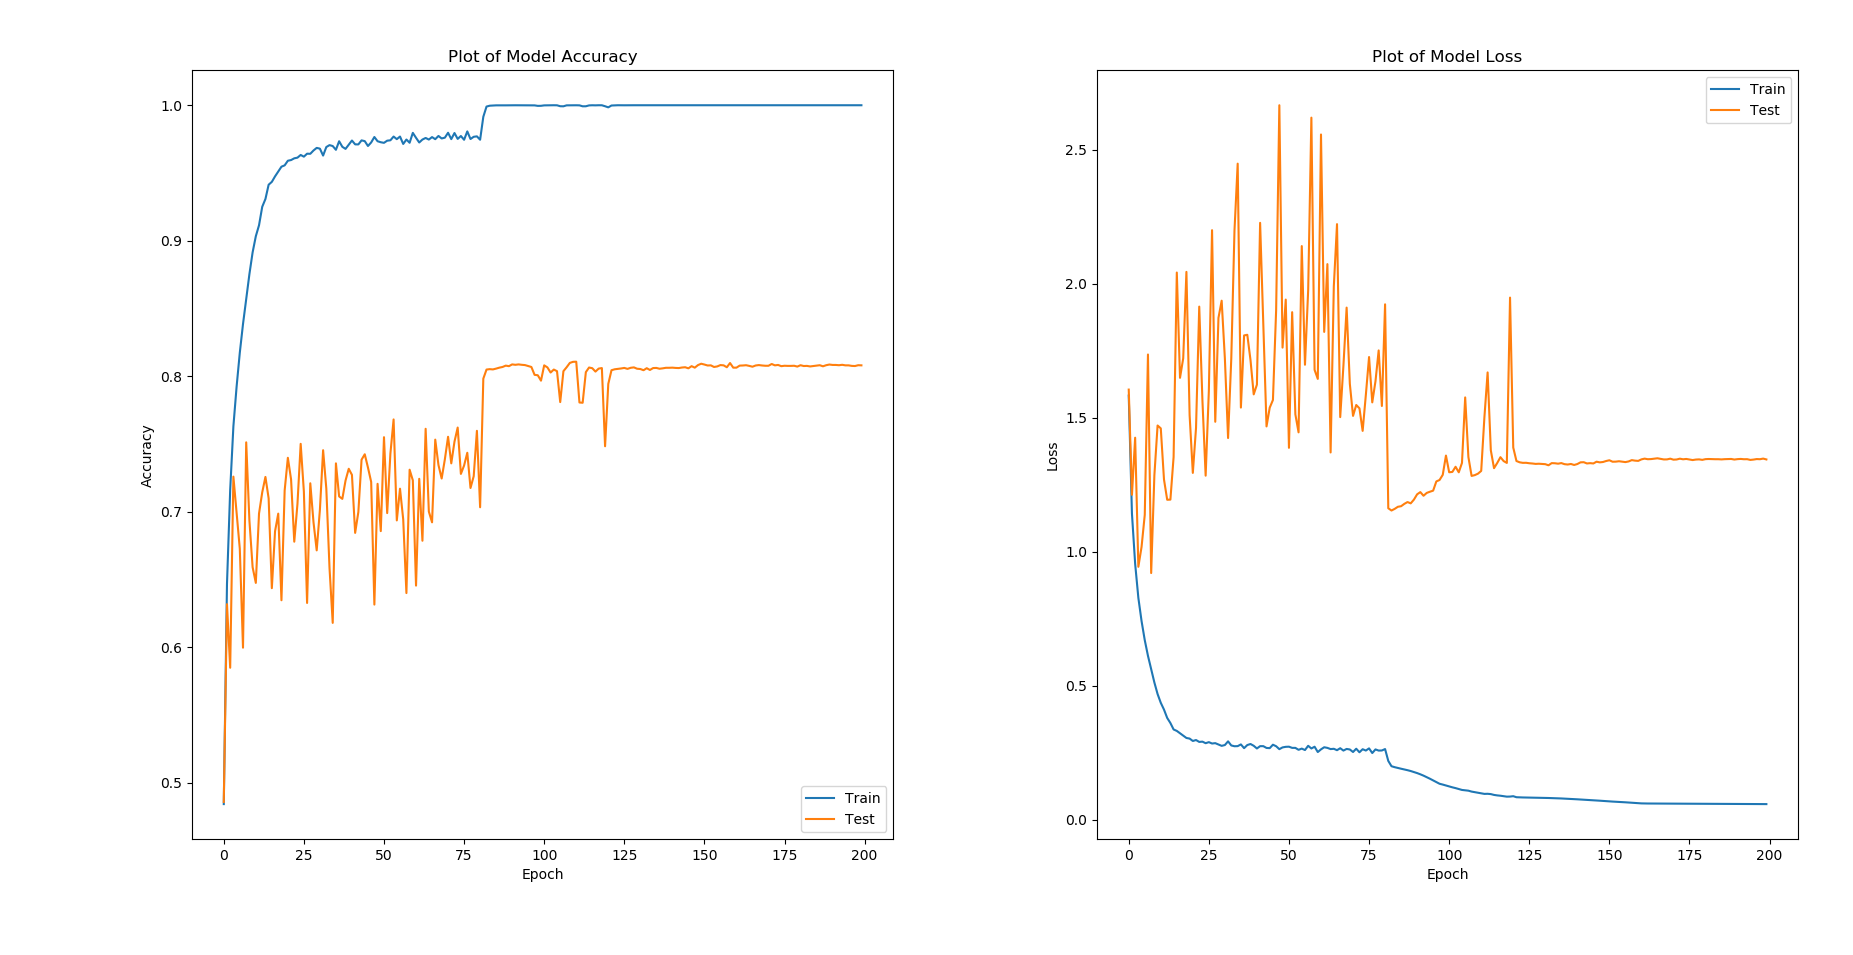 Plot of Model Accuracy
1.0
0.9
0.8
0.7
0.6
0.5
Accuracy
Train
Test
0 25 50 75 100 125 150 175 200
Epoch
Plot of Model Loss
Train
Test
2.5
2.0
1.5
1.0
0.5
0.0
Loss
0 25 50 75 100 125 150 175 200
Epoch